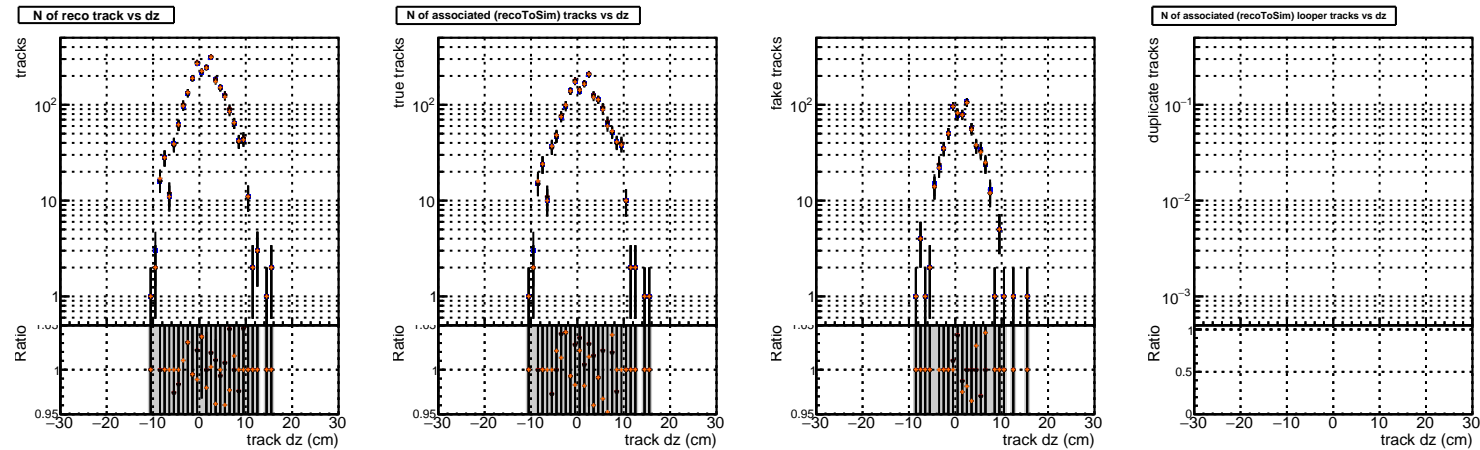 N of reco track vs dz
tracks
10²
10
1
Ratio
1
0.95
−30 −20 −10 0 10 20 30
track dz (cm)
N of associated (recoToSim) tracks vs dz
true tracks
10²
10
1
Ratio
1
0.95
−30 −20 −10 0 10 20 30
track dz (cm)
fake tracks
10²
10
1
Ratio
1
0.95
−30 −20 −10 0 10 20 30
track dz (cm)
N of associated (recoToSim) looper tracks vs dz
duplicate tracks
10⁻¹
10⁻²
10⁻³
Ratio
1
0.5
0
−30 −20 −10 0 10 20 30
track dz (cm)